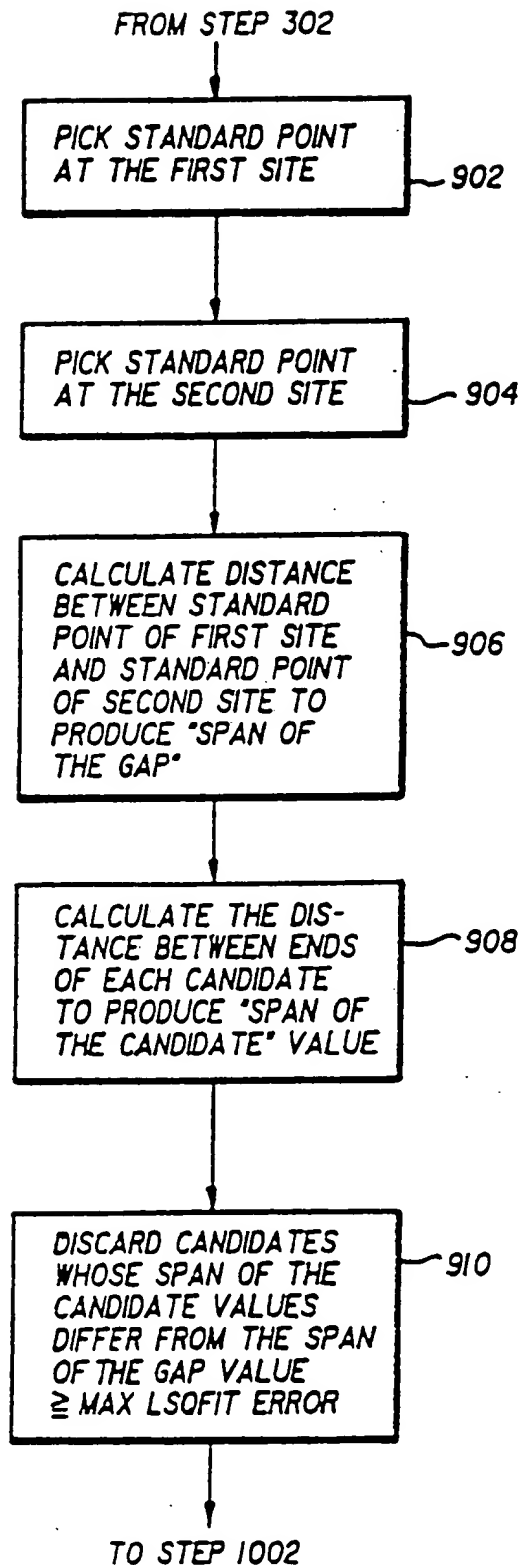 FROM STEP 302
PICK STANDARD POINT
AT THE FIRST SITE
902
PICK STANDARD POINT
AT THE SECOND SITE
904
CALCULATE DISTANCE
BETWEEN STANDARD
POINT OF FIRST SITE
AND STANDARD POINT
OF SECOND SITE TO
PRODUCE "SPAN OF
THE GAP"
906
CALCULATE THE DIS-
TANCE BETWEEN ENDS
OF EACH CANDIDATE
TO PRODUCE "SPAN OF
THE CANDIDATE" VALUE
908
DISCARD CANDIDATES
WHOSE SPAN OF THE
CANDIDATE VALUES
DIFFER FROM THE SPAN
OF THE GAP VALUE
≧ MAX LSQFIT ERROR
910
TO STEP 1002